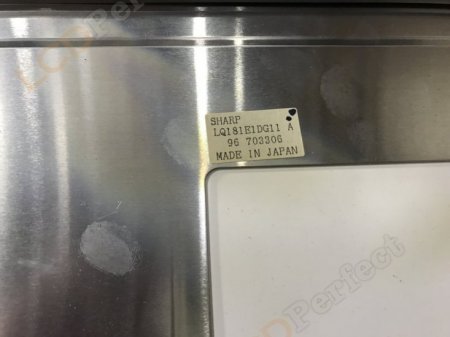 SHARP
LQ181E1DG11 A
96 703306
MADE IN JAPAN
LCDPerfect
LCDPerfect